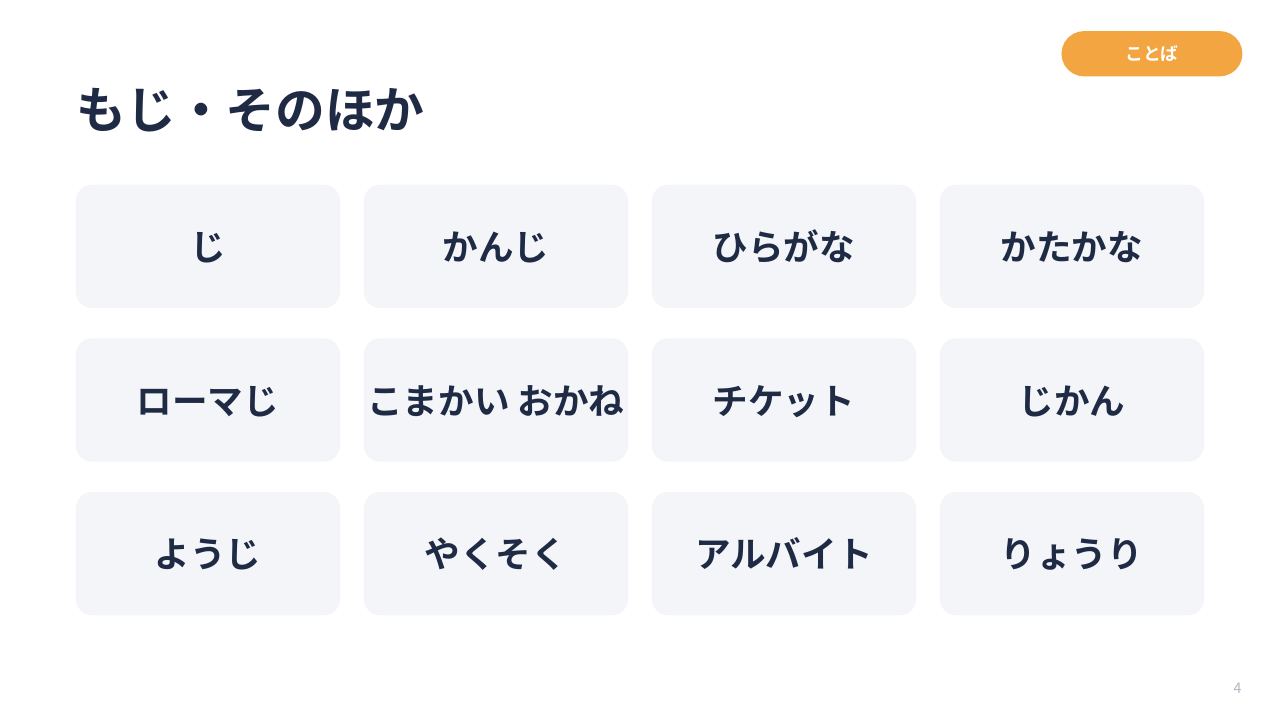 ことば
もじ・そのほか
じ
かんじ
ひらがな
かたかな
ローマじ
こまかい おかね
チケット
じかん
ようじ
やくそく
アルバイト
りょうり
4